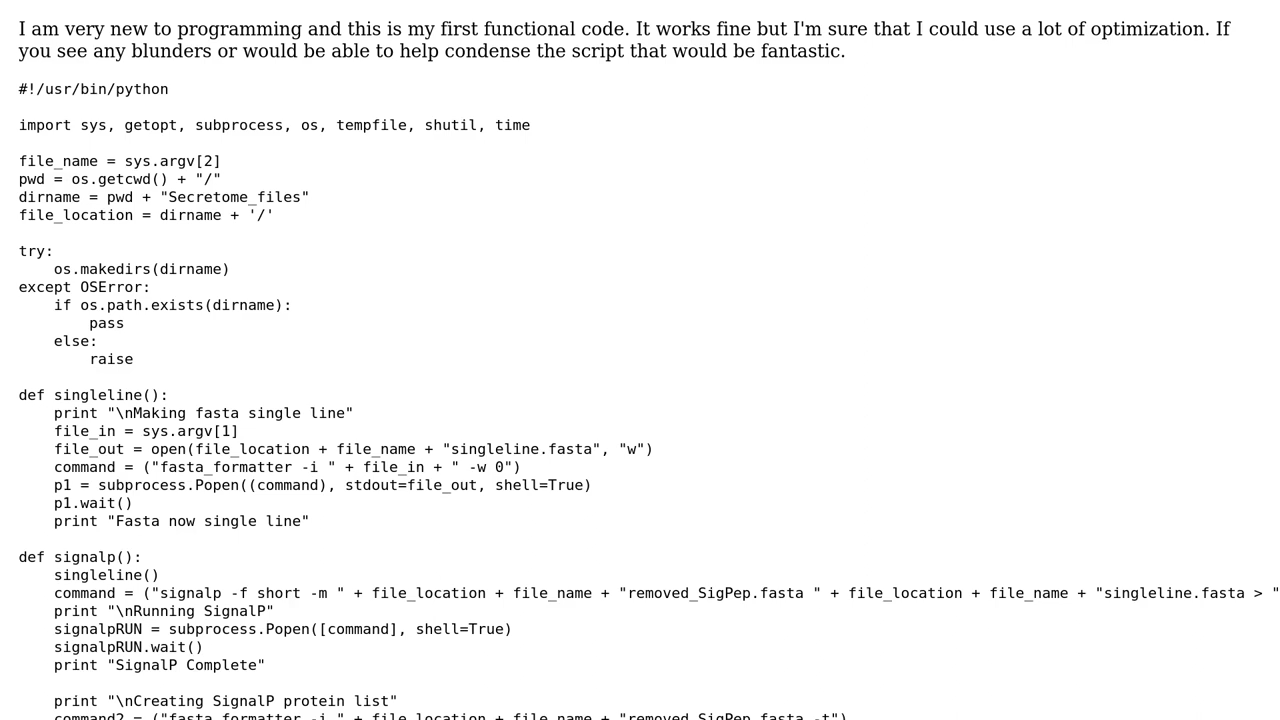 I am very new to programming and this is my first functional code. It works fine but I'm sure that I could use a lot of optimization. If
you see any blunders or would be able to help condense the script that would be fantastic.
#!/usr/bin/python
import sys, getopt, subprocess, os, tempfile, shutil, time
file_name = sys.argv[2]
pwd = os.getcwd() + "/"
dirname = pwd + "Secretome_files"
file_location = dirname + '/'
try:
    os.makedirs(dirname)
except OSError:
    if os.path.exists(dirname):
        pass
    else:
        raise
def singleline():
    print "\nMaking fasta single line"
    file_in = sys.argv[1]
    file_out = open(file_location + file_name + "singleline.fasta", "w")
    command = ("fasta_formatter -i " + file_in + " -w 0")
    p1 = subprocess.Popen((command), stdout=file_out, shell=True)
    p1.wait()
    print "Fasta now single line"
def signalp():
    singleline()
    command = ("signalp -f short -m " + file_location + file_name + "removed_SigPep.fasta " + file_location + file_name + "singleline.fasta > "
    print "\nRunning SignalP"
    signalpRUN = subprocess.Popen([command], shell=True)
    signalpRUN.wait()
    print "SignalP Complete"
    print "\nCreating SignalP protein list"
    command2 = ("fasta_formatter -i " + file_location + file_name + "removed_SigPep.fasta -t")